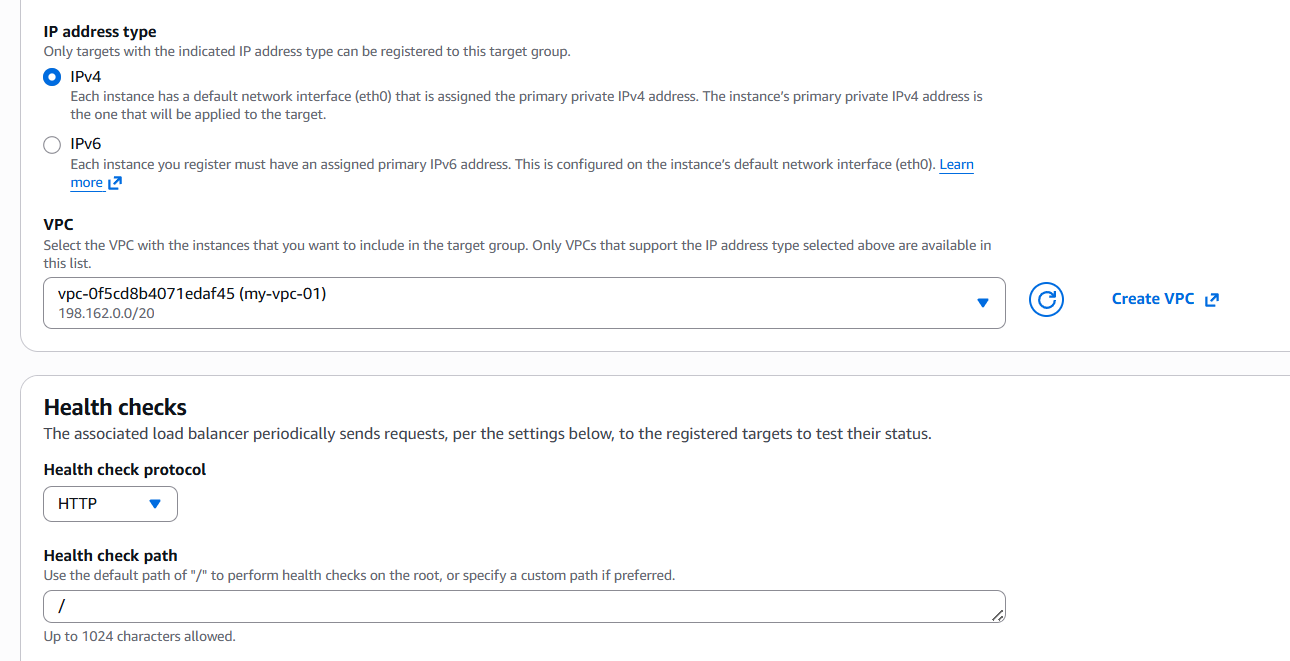 IP address type
Only targets with the indicated IP address type can be registered to this target group.
IPv4
Each instance has a default network interface (eth0) that is assigned the primary private IPv4 address. The instance's primary private IPv4 address is
the one that will be applied to the target.
IPv6
Each instance you register must have an assigned primary IPv6 address. This is configured on the instance's default network interface (eth0). Learn
more
VPC
Select the VPC with the instances that you want to include in the target group. Only VPCs that support the IP address type selected above are available in
this list.
vpc-0f5cd8b4071edaf45 (my-vpc-01)
198.162.0.0/20
Create VPC
Health checks
The associated load balancer periodically sends requests, per the settings below, to the registered targets to test their status.
Health check protocol
HTTP
Health check path
Use the default path of "/" to perform health checks on the root, or specify a custom path if preferred.
/
Up to 1024 characters allowed.